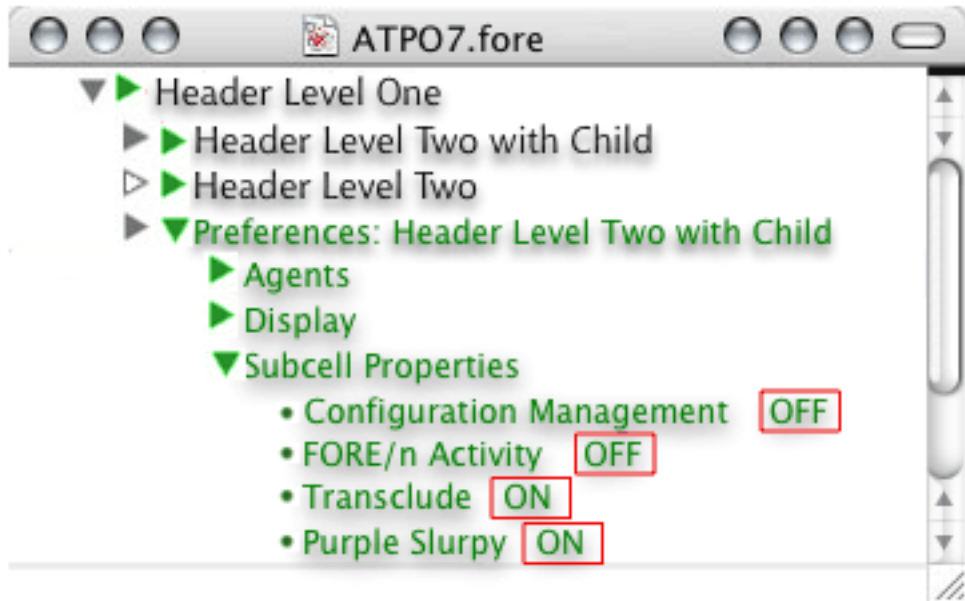 ATPO7.fore
Header Level One
Header Level Two with Child
Header Level Two
Preferences: Header Level Two with Child
Agents
Display
Subcell Properties
• Configuration Management OFF
• FORE/n Activity OFF
• Transclude ON
• Purple Slurpy ON